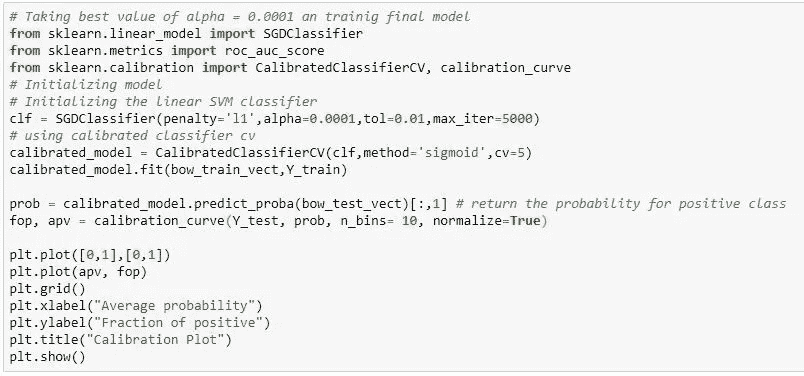 # Taking best value of alpha = 0.0001 an trainig final model
from sklearn.linear_model import SGDClassifier
from sklearn.metrics import roc_auc_score
from sklearn.calibration import CalibratedClassifierCV, calibration_curve
# Initializing model
# Initializing the linear SVM classifier
clf = SGDClassifier(penalty='l1',alpha=0.0001,tol=0.01,max_iter=5000)
# using calibrated classifier cv
calibrated_model = CalibratedClassifierCV(clf,method='sigmoid',cv=5)
calibrated_model.fit(bow_train_vect,Y_train)
prob = calibrated_model.predict_proba(bow_test_vect)[:,1] # return the probability for positive class
fop, apv = calibration_curve(Y_test, prob, n_bins= 10, normalize=True)
plt.plot([0,1],[0,1])
plt.plot(apv, fop)
plt.grid()
plt.xlabel("Average probability")
plt.ylabel("Fraction of positive")
plt.title("Calibration Plot")
plt.show()